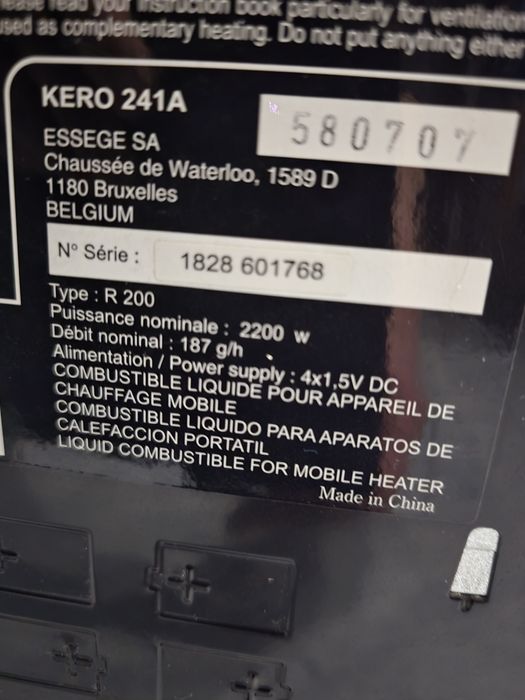 ease read your instruction book particularly for ventilation
used as complementary heating. Do not put anything either
KERO 241A
580707
ESSEGE SA
Chaussée de Waterloo, 1589 D
1180 Bruxelles
BELGIUM
N° Série : 1828 601768
Type : R 200
Puissance nominale : 2200 w
Débit nominal : 187 g/h
Alimentation / Power supply : 4x1,5V DC
COMBUSTIBLE LIQUIDE POUR APPAREIL DE
CHAUFFAGE MOBILE
COMBUSTIBLE LIQUIDO PARA APARATOS DE
CALEFACCION PORTATIL
LIQUID COMBUSTIBLE FOR MOBILE HEATER
Made in China